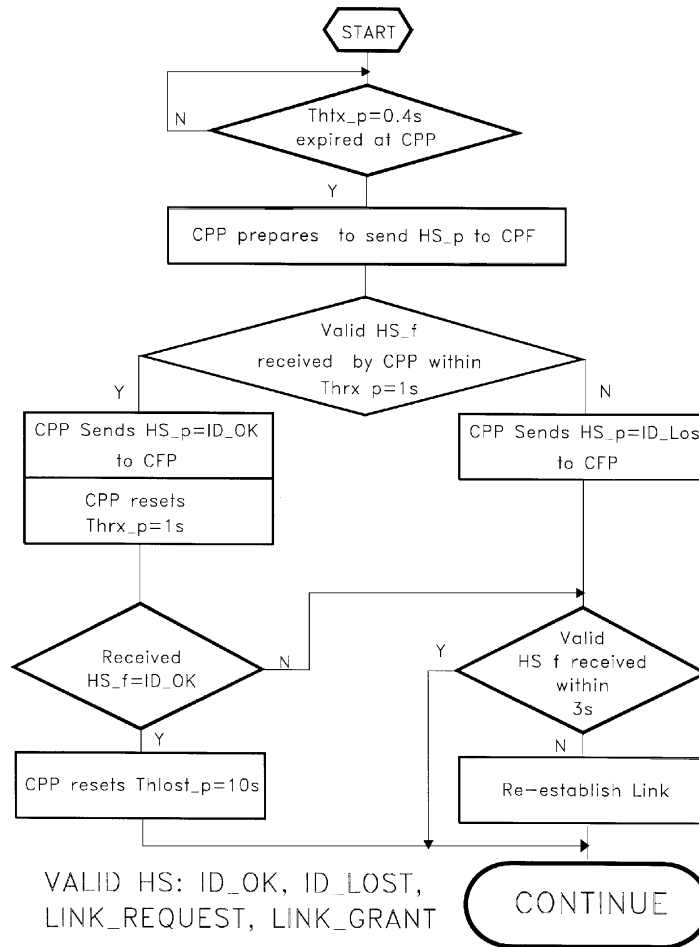 START
N
Thtx_p=0.4s
expired at CPP
Y
CPP prepares to send HS_p to CPF
Valid HS_f
received by CPP within
Thrx p=1s
Y
N
CPP Sends HS_p=ID_OK
to CFP
CPP Sends HS_p=ID_Los
to CFP
CPP resets
Thrx_p=1s
Received
HS_f=ID_OK
N
Y
Valid
HS f received
within
3s
Y
N
CPP resets Thlost_p=10s
Re-establish Link
VALID HS: ID_OK, ID_LOST,
LINK_REQUEST, LINK_GRANT
CONTINUE